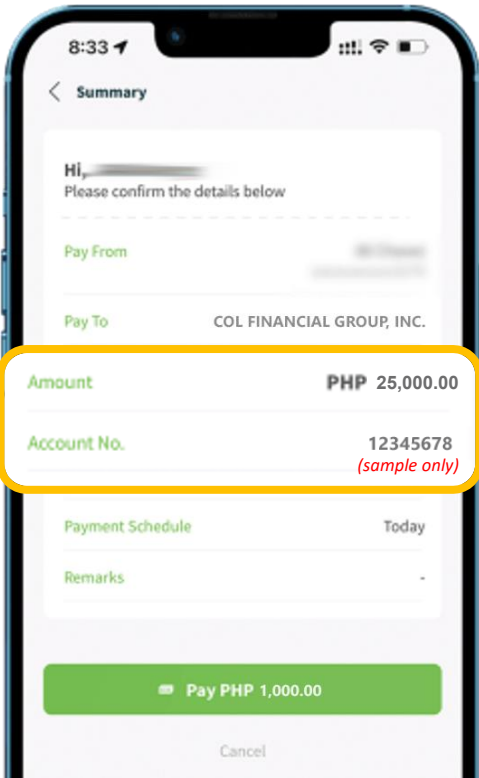 8:33
Summary
Hi,
Please confirm the details below
Pay From
Pay To COL FINANCIAL GROUP, INC.
Amount PHP 25,000.00
Account No. 12345678
(sample only)
Payment Schedule Today
Remarks -
Pay PHP 1,000.00
Cancel